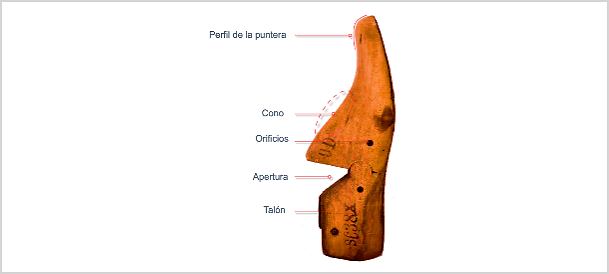 Perfil de la puntera
Cono
Orificios
Apertura
Talón